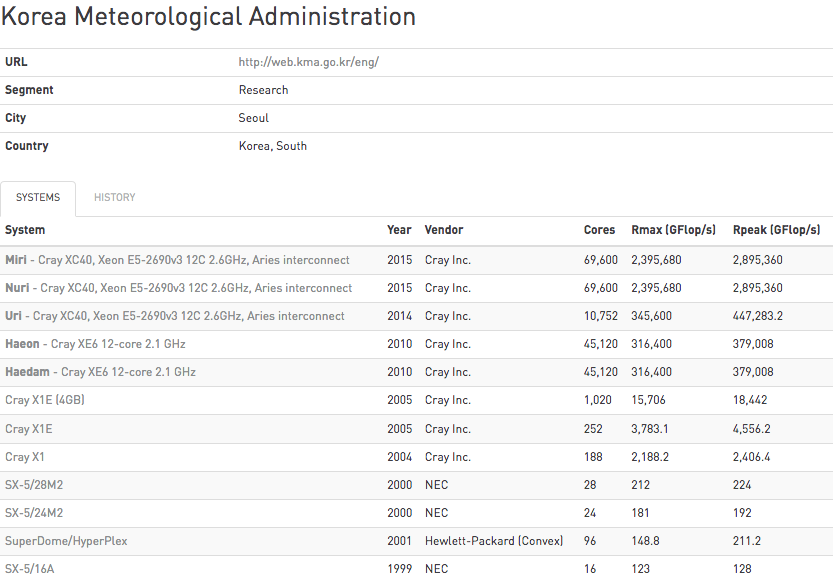 Korea Meteorological Administration
URL http://web.kma.go.kr/eng/
Segment Research
City Seoul
Country Korea, South
SYSTEMS HISTORY
System Year Vendor Cores Rmax (GFlop/s) Rpeak (GFlop/s)
Miri - Cray XC40, Xeon E5-2690v3 12C 2.6GHz, Aries interconnect 2015 Cray Inc. 69,600 2,395,680 2,895,360
Nuri - Cray XC40, Xeon E5-2690v3 12C 2.6GHz, Aries interconnect 2015 Cray Inc. 69,600 2,395,680 2,895,360
Uri - Cray XC40, Xeon E5-2690v3 12C 2.6GHz, Aries interconnect 2014 Cray Inc. 10,752 345,600 447,283.2
Haeon - Cray XE6 12-core 2.1 GHz 2010 Cray Inc. 45,120 316,400 379,008
Haedam - Cray XE6 12-core 2.1 GHz 2010 Cray Inc. 45,120 316,400 379,008
Cray X1E (4GB) 2005 Cray Inc. 1,020 15,706 18,442
Cray X1E 2005 Cray Inc. 252 3,783.1 4,556.2
Cray X1 2004 Cray Inc. 188 2,188.2 2,406.4
SX-5/28M2 2000 NEC 28 212 224
SX-5/24M2 2000 NEC 24 181 192
SuperDome/HyperPlex 2001 Hewlett-Packard (Convex) 96 148.8 211.2
SX-5/16A 1999 NEC 16 123 128